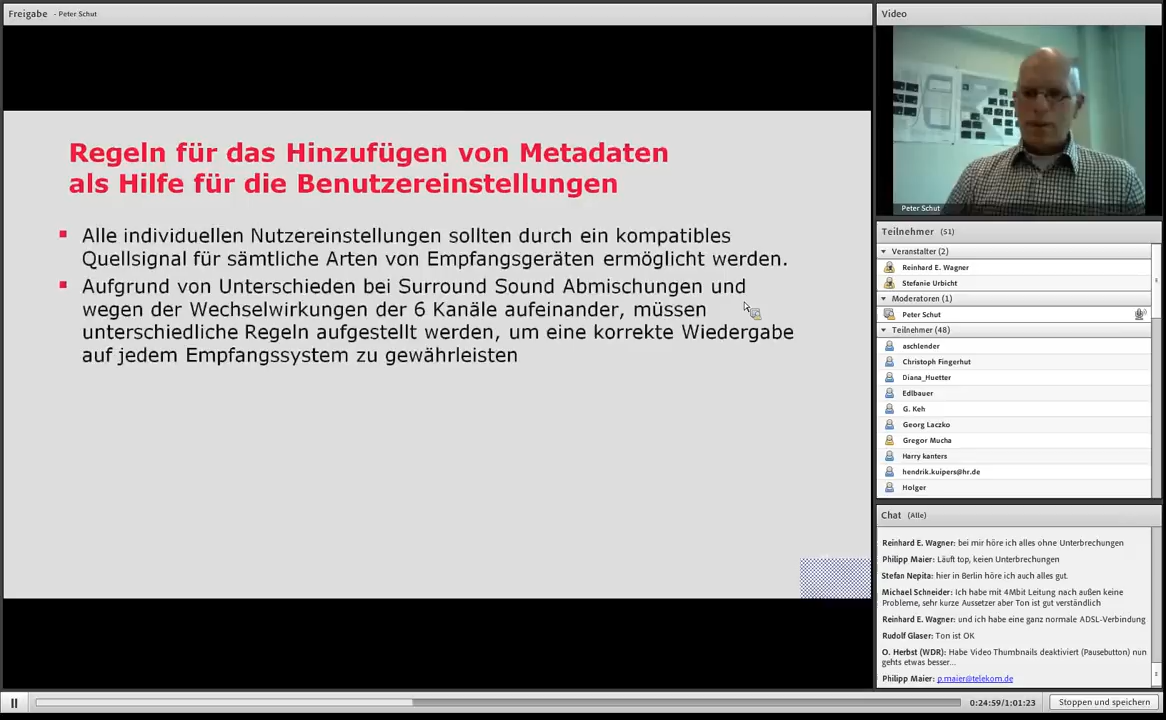 Freigabe - Peter Schut
Regeln für das Hinzufügen von Metadaten
als Hilfe für die Benutzereinstellungen
Alle individuellen Nutzereinstellungen sollten durch ein kompatibles
Quellsignal für sämtliche Arten von Empfangsgeräten ermöglicht werden.
Aufgrund von Unterschieden bei Surround Sound Abmischungen und
wegen der Wechselwirkungen der 6 Kanäle aufeinander, müssen
unterschiedliche Regeln aufgestellt werden, um eine korrekte Wiedergabe
auf jedem Empfangssystem zu gewährleisten
Video
Peter Schut
Teilnehmer (51)
Veranstalter (2)
Reinhard E. Wagner
Stefanie Urbicht
Moderatoren (1)
Peter Schut
Teilnehmer (48)
aschlender
Christoph Fingerhut
Diana_Huetter
Edlbauer
G. Keh
Georg Laczko
Gregor Mucha
Harry kanters
hendrik.kuipers@hr.de
Holger
Chat (Alle)
Reinhard E. Wagner: bei mir höre ich alles ohne Unterbrechungen
Philipp Maier: Läuft top, keien Unterbrechungen
Stefan Nepita: hier in Berlin höre ich auch alles gut.
Michael Schneider: Ich habe mit 4Mbit Leitung nach außen keine
Probleme, sehr kurze Aussetzer aber Ton ist gut verständlich
Reinhard E. Wagner: und ich habe eine ganz normale ADSL-Verbindung
Rudolf Glaser: Ton ist OK
O. Herbst (WDR): Habe Video Thumbnails deaktiviert (Pausebutton) nun
gehts etwas besser...
Philipp Maier: p.maier@telekom.de
0:24:59/1:01:23
Stoppen und speichern